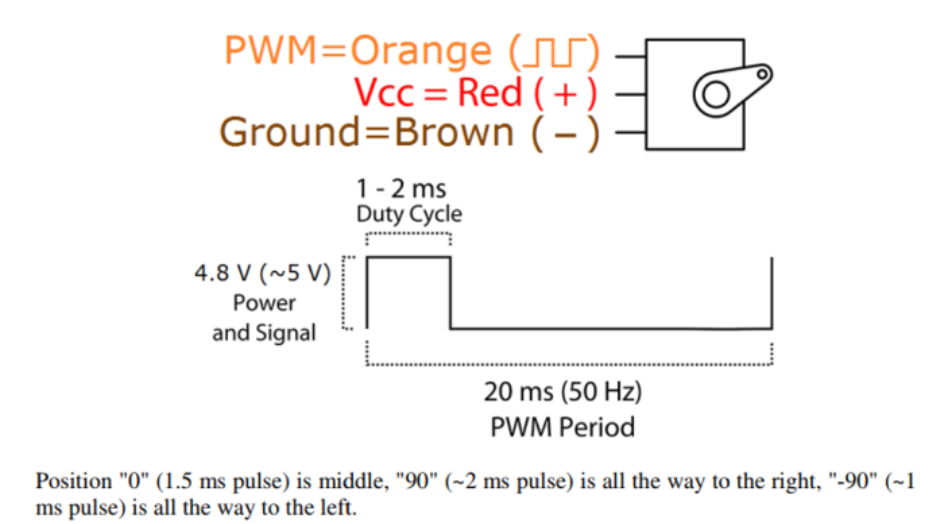 PWM=Orange (⎍⎍)
Vcc = Red ( + )
Ground=Brown ( − )
1 - 2 ms
Duty Cycle
4.8 V (~5 V)
Power
and Signal
20 ms (50 Hz)
PWM Period
Position "0" (1.5 ms pulse) is middle, "90" (~2 ms pulse) is all the way to the right, "-90" (~1
ms pulse) is all the way to the left.